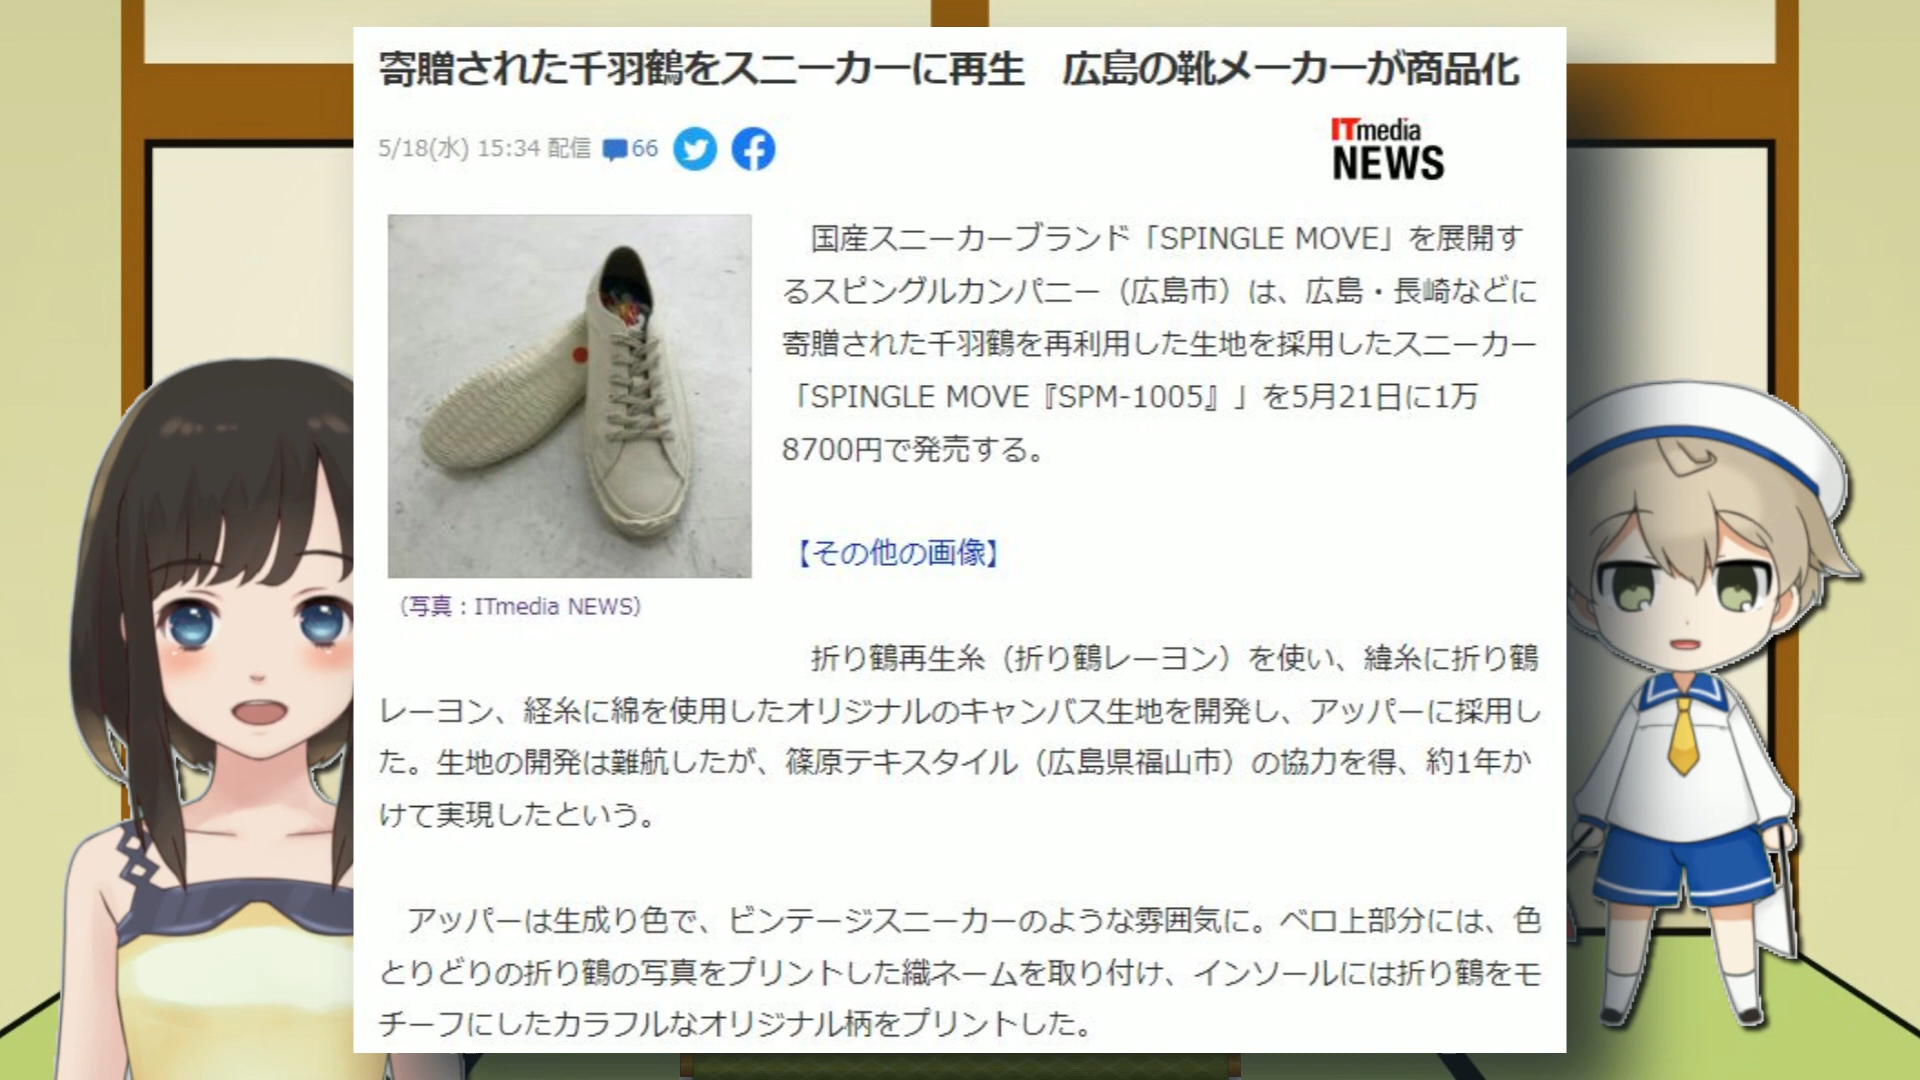 寄贈された千羽鶴をスニーカーに再生　広島の靴メーカーが商品化
5/18(水) 15:34 配信 66
ITmedia
NEWS
国産スニーカーブランド「SPINGLE MOVE」を展開す
るスピングルカンパニー（広島市）は、広島・長崎などに
寄贈された千羽鶴を再利用した生地を採用したスニーカー
「SPINGLE MOVE『SPM-1005』」を5月21日に1万
8700円で発売する。
【その他の画像】
（写真：ITmedia NEWS）
折り鶴再生糸（折り鶴レーヨン）を使い、緯糸に折り鶴
レーヨン、経糸に綿を使用したオリジナルのキャンバス生地を開発し、アッパーに採用し
た。生地の開発は難航したが、篠原テキスタイル（広島県福山市）の協力を得、約1年か
けて実現したという。
アッパーは生成り色で、ビンテージスニーカーのような雰囲気に。ベロ上部分には、色
とりどりの折り鶴の写真をプリントした織ネームを取り付け、インソールには折り鶴をモ
チーフにしたカラフルなオリジナル柄をプリントした。